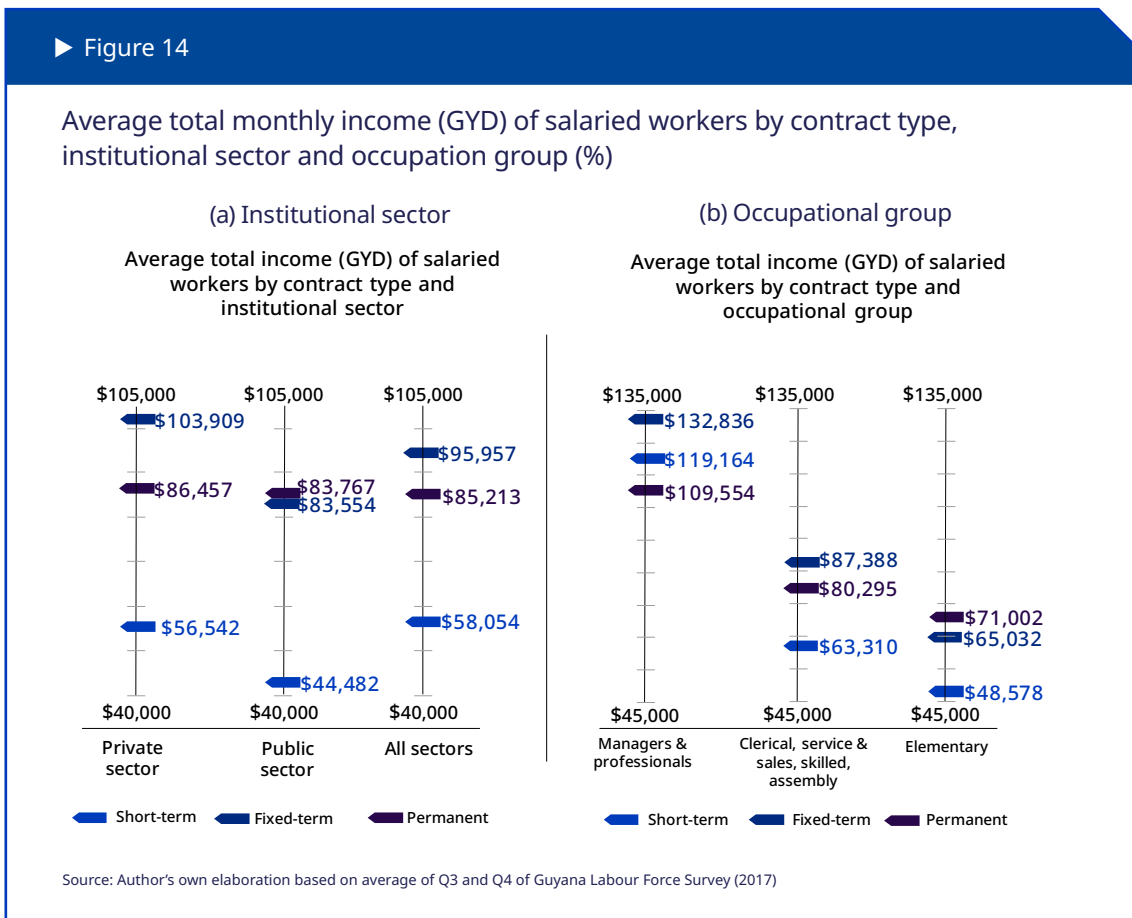 Figure 14
Average total monthly income (GYD) of salaried workers by contract type,
institutional sector and occupation group (%)
(a) Institutional sector
Average total income (GYD) of salaried
workers by contract type and
institutional sector
$105,000
$105,000
$105,000
$103,909
$86,457
$56,542
$83,767
$83,554
$44,482
$95,957
$85,213
$58,054
$40,000
$40,000
$40,000
Private
sector
Public
sector
All sectors
Short-term
Fixed-term
Permanent
(b) Occupational group
Average total income (GYD) of salaried
workers by contract type and
occupational group
$135,000
$135,000
$135,000
$132,836
$119,164
$109,554
$87,388
$80,295
$63,310
$71,002
$65,032
$48,578
$45,000
$45,000
$45,000
Managers &
professionals
Clerical, service &
sales, skilled,
assembly
Elementary
Short-term
Fixed-term
Permanent
Source: Author's own elaboration based on average of Q3 and Q4 of Guyana Labour Force Survey (2017)